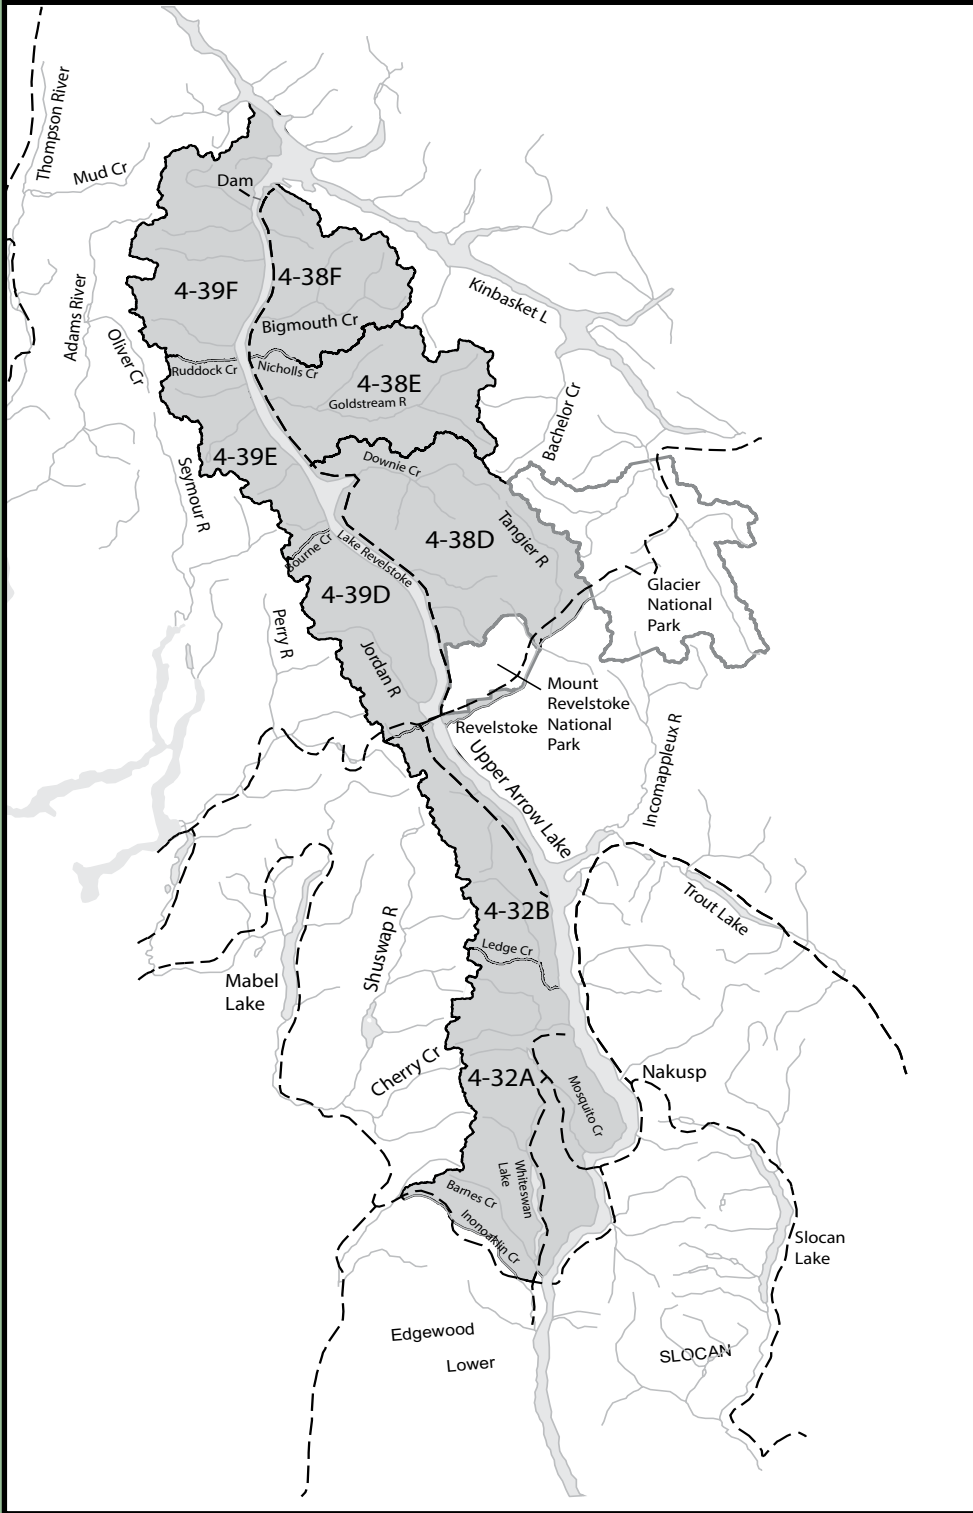 Thompson River
Mud Cr
Dam
4-39F
4-38F
Kinbasket L
Adams River
Oliver Cr
Bigmouth Cr
Ruddock Cr
Nicholls Cr
4-38E
Goldstream R
Bachelor Cr
4-39E
Downie Cr
Seymour R
Tangier R
4-38D
Bourne Cr
Lake Revelstoke
4-39D
Glacier
National
Park
Perry R
Jordan R
Mount
Revelstoke
National
Park
Revelstoke
Upper Arrow Lake
Incomappleux R
Trout Lake
4-32B
Shuswap R
Ledge Cr
Mabel
Lake
Cherry Cr
4-32A
Nakusp
Mosquito Cr
Whiteswan
Lake
Barnes Cr
Inonoaklin Cr
Slocan
Lake
Edgewood
Lower
SLOCAN